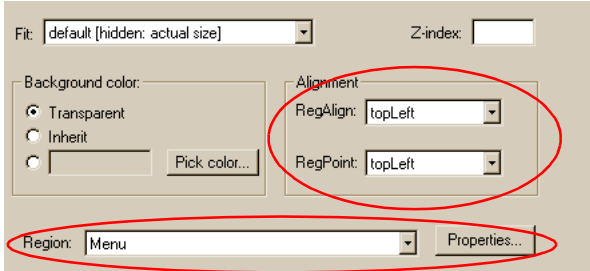 Fit: default [hidden: actual size] Z-index:
Background color: Alignment
Transparent RegAlign: topLeft
Inherit
Pick color... RegPoint: topLeft
Region: Menu Properties...